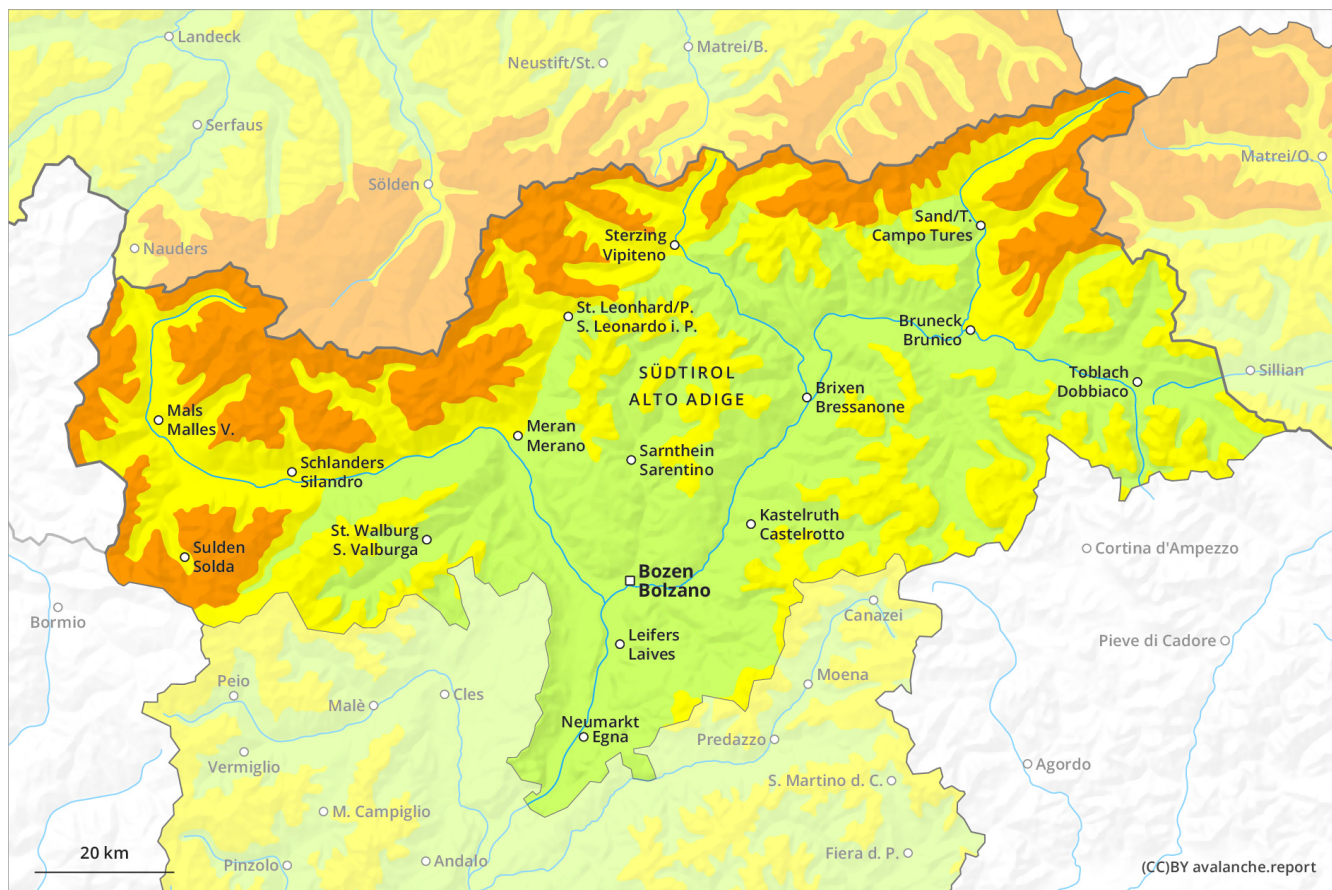 Landeck
Matrei/B.
Neustift/St.
Serfaus
Matrei/O.
Sölden
Sand/T.
Campo Tures
Sterzing
Vipiteno
Nauders
St. Leonhard/P.
S. Leonardo i. P.
Bruneck
Brunico
SÜDTIROL
ALTO ADIGE
Toblach
Dobbiaco
Sillian
Brixen
Bressanone
Mals
Malles V.
Meran
Merano
Sarnthein
Sarentino
Schlanders
Silandro
Kastelruth
Castelrotto
St. Walburg
S. Valburga
Sulden
Solda
Cortina d'Ampezzo
Bozen
Bolzano
Bormio
Canazei
Leifers
Laives
Pieve di Cadore
Peio
Moena
Cles
Malè
Neumarkt
Egna
Predazzo
Vermiglio
Agordo
S. Martino d. C.
M. Campiglio
20 km
Pinzolo
Andalo
Fiera d. P.
(CC)BY avalanche.report